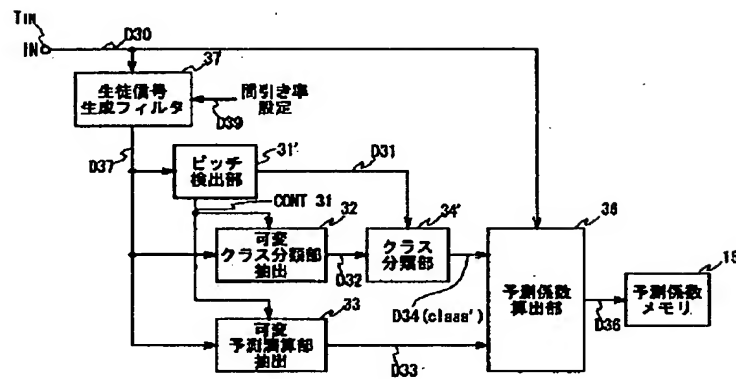 TIN
IN
D30
37
生徒信号
生成フィルタ
間引き率
設定
D39
D37
31'
ピッチ
検出部
D31
CONT 31
32
可変
クラス分類部
抽出
D32
34'
クラス
分類部
D34(class')
33
可変
予測演算部
抽出
D33
36
予測係数
算出部
D36
15
予測係数
メモリ